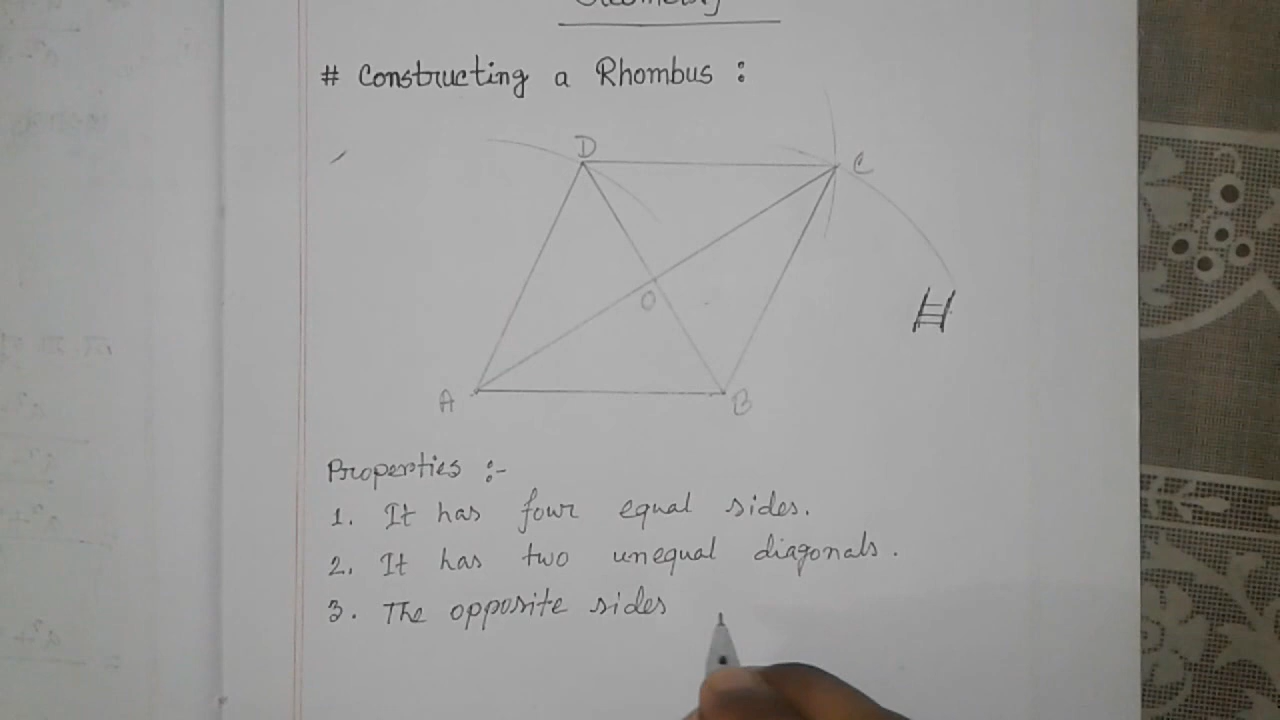 Geometry
# Constructing a Rhombus :
D
C
O
A
B
Properties :-
1. It has four equal sides.
2. It has two unequal diagonals.
3. The opposite sides